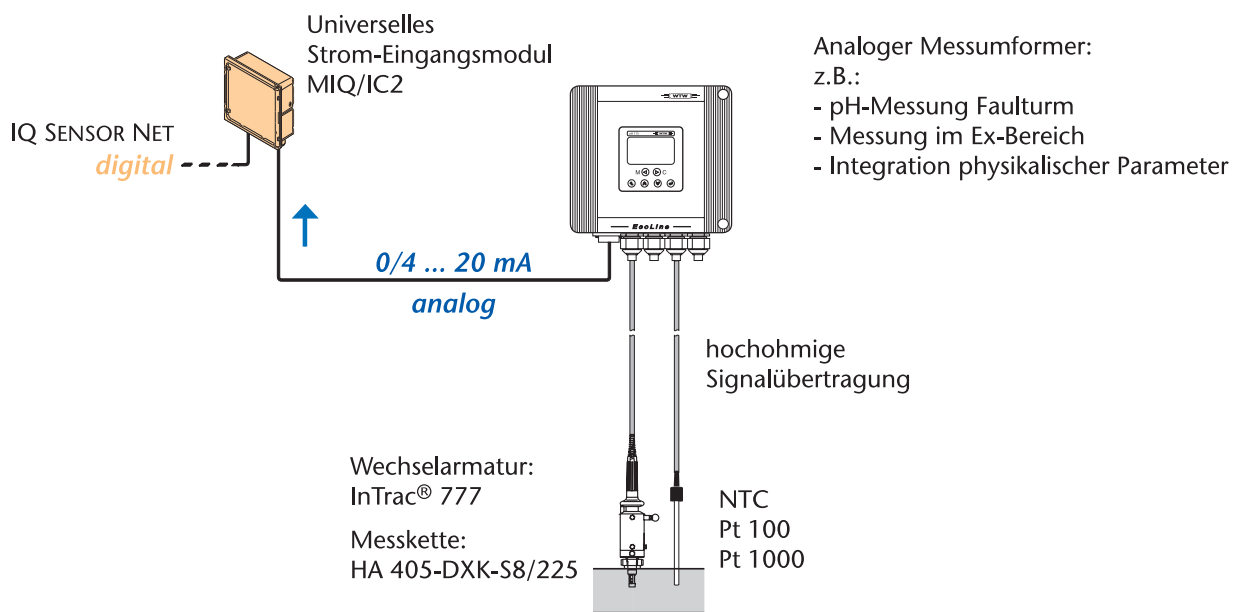 Universelles
Strom-Eingangsmodul
MIQ/IC2
IQ SENSOR NET
digital
0/4 ... 20 mA
analog
WTW
M C
EcoLine
Analoger Messumformer:
z.B.:
- pH-Messung Faulturm
- Messung im Ex-Bereich
- Integration physikalischer Parameter
hochohmige
Signalübertragung
Wechselarmatur:
InTrac® 777
Messkette:
HA 405-DXK-S8/225
NTC
Pt 100
Pt 1000